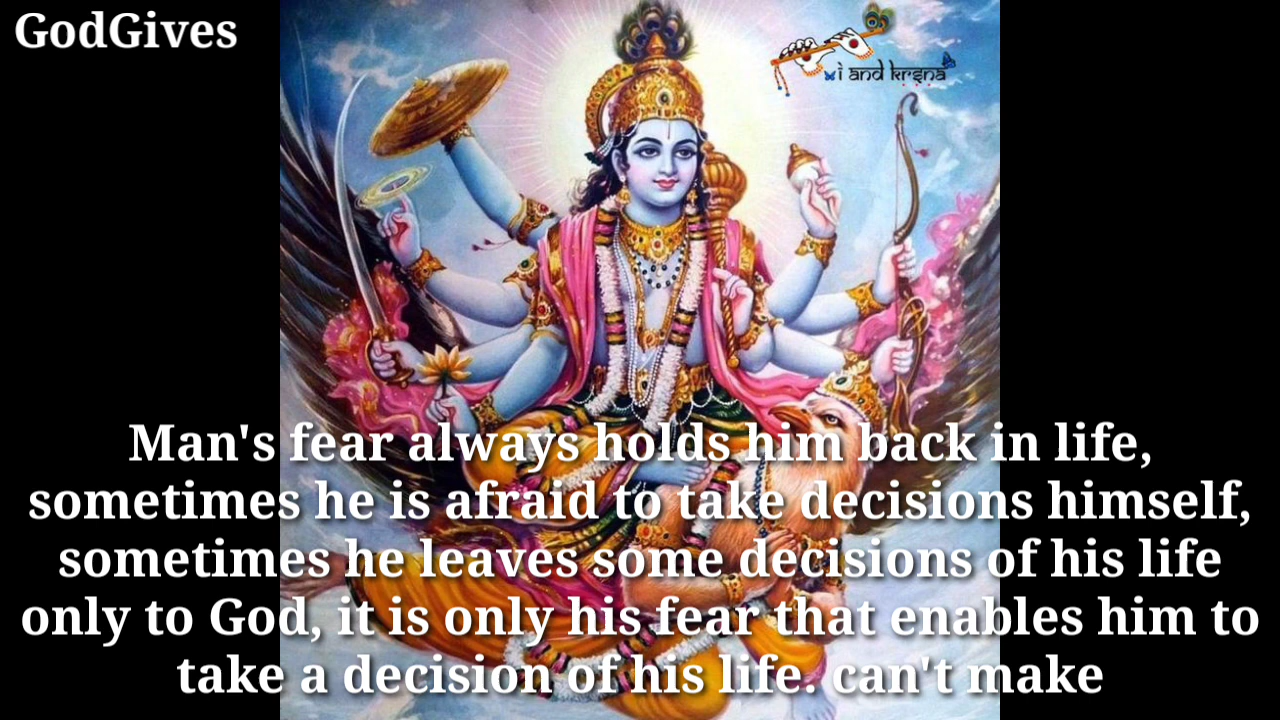 GodGives
i and krsna
Man's fear always holds him back in life,
sometimes he is afraid to take decisions himself,
sometimes he leaves some decisions of his life
only to God, it is only his fear that enables him to
take a decision of his life. can't make